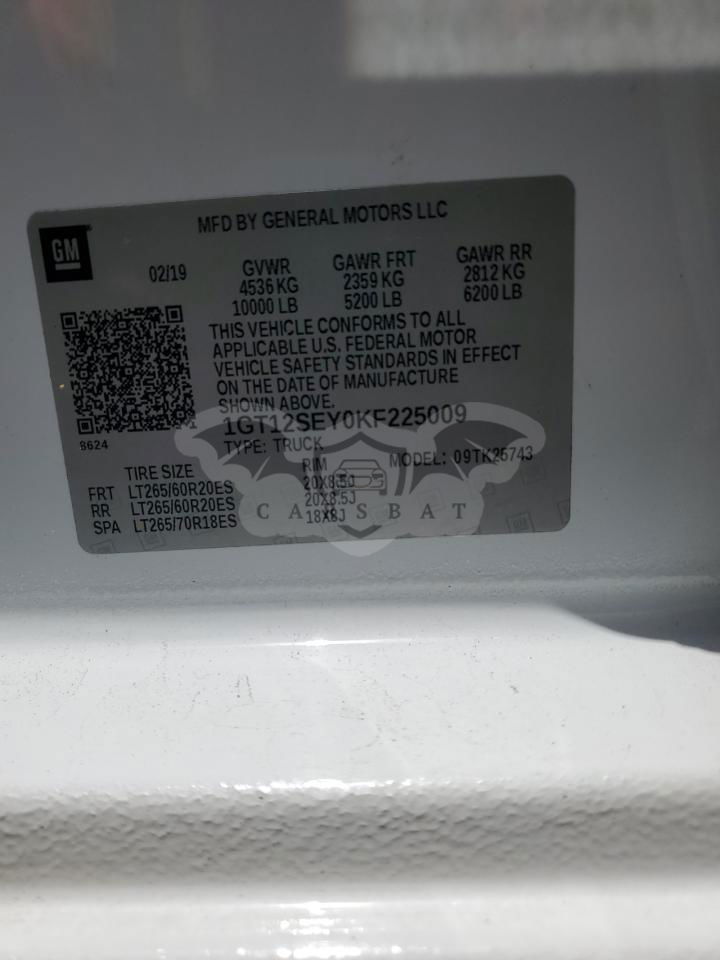 MFD BY GENERAL MOTORS LLC
GM
02/19
GVWR GAWR FRT GAWR RR
4536 KG 2359 KG 2812 KG
10000 LB 5200 LB 6200 LB
THIS VEHICLE CONFORMS TO ALL
APPLICABLE U.S. FEDERAL MOTOR
VEHICLE SAFETY STANDARDS IN EFFECT
ON THE DATE OF MANUFACTURE
SHOWN ABOVE.
1GT12SEY0KF225009
8624
TYPE: TRUCK MODEL: 09TK25743
TIRE SIZE RIM
FRT LT265/60R20ES 20X8.5J
RR LT265/60R20ES 20X8.5J
SPA LT265/70R18ES 18X8J
CARSBAT
GM